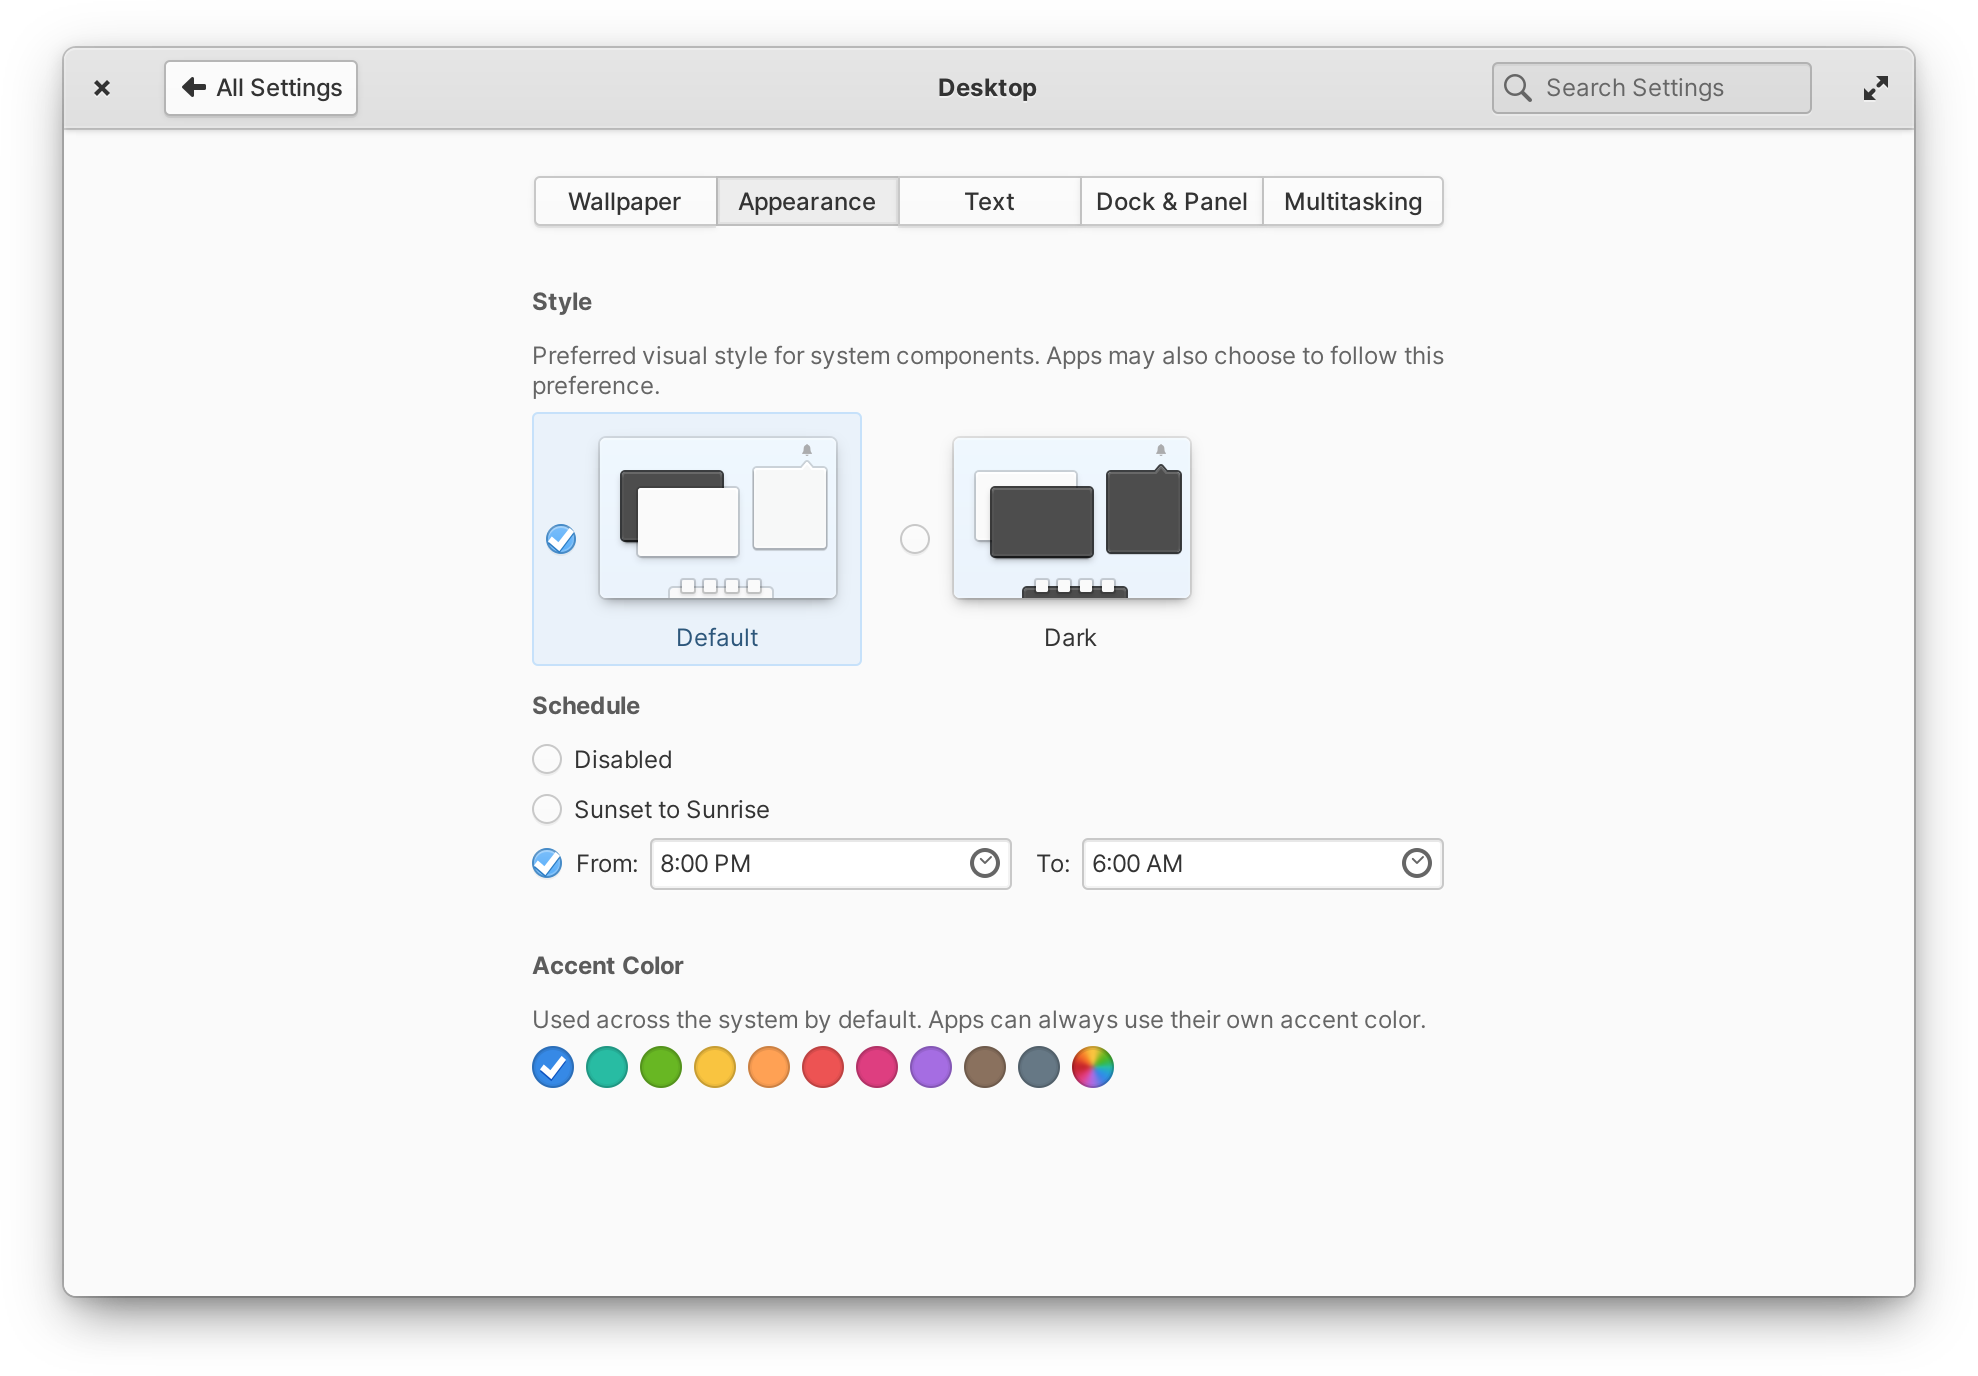 All Settings
Desktop
Search Settings
Wallpaper
Appearance
Text
Dock & Panel
Multitasking
Style
Preferred visual style for system components. Apps may also choose to follow this
preference.
Default
Dark
Schedule
Disabled
Sunset to Sunrise
From: 8:00 PM To: 6:00 AM
Accent Color
Used across the system by default. Apps can always use their own accent color.